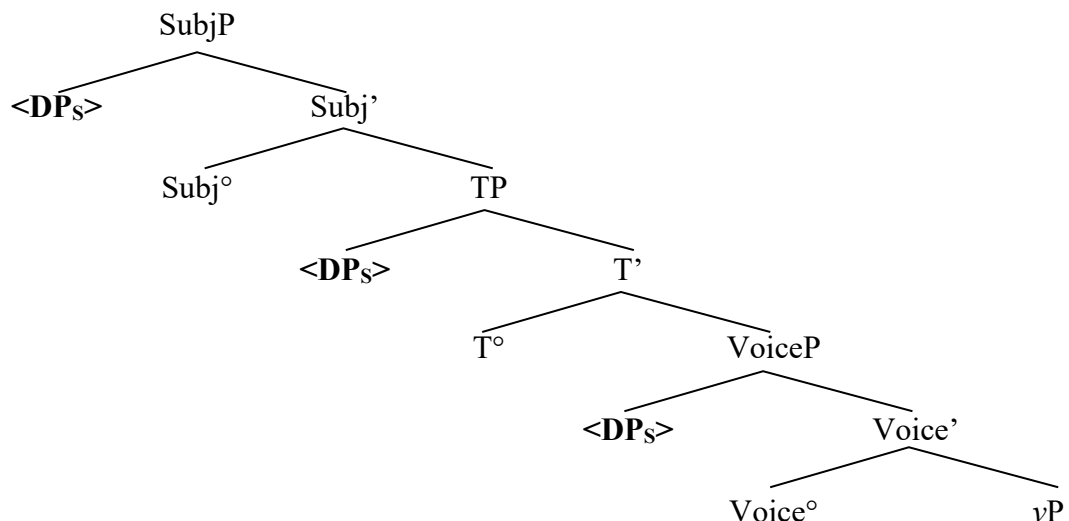 SubjP
<DPS> Subj’
Subj° TP
<DPS> T’
T° VoiceP
<DPS> Voice’
Voice° vP